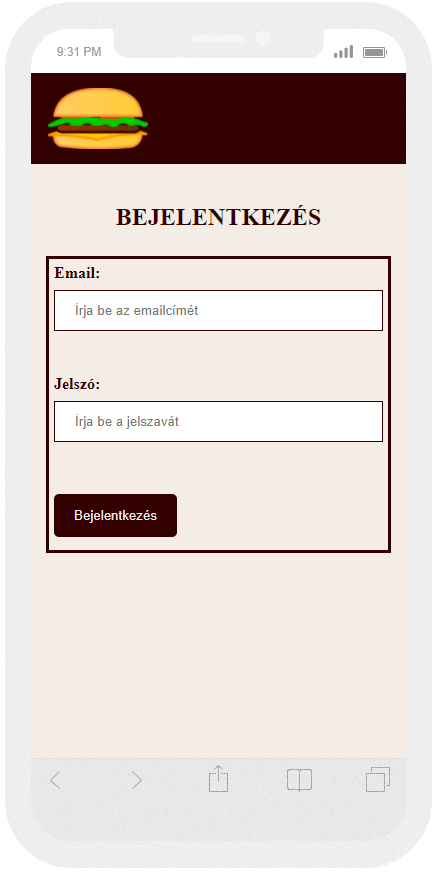 9:31 PM
BEJELENTKEZÉS
Email:
Írja be az emailcímét
Jelszó:
Írja be a jelszavát
Bejelentkezés